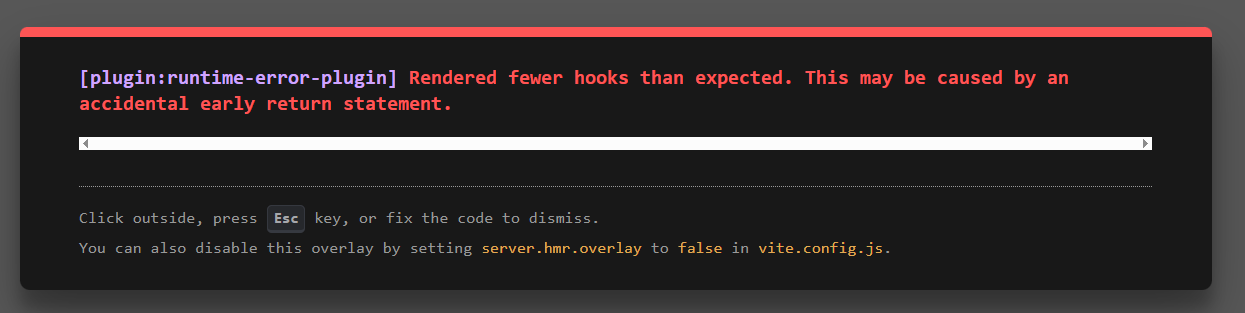 [plugin:runtime-error-plugin] Rendered fewer hooks than expected. This may be caused by an
accidental early return statement.
Click outside, press Esc key, or fix the code to dismiss.
You can also disable this overlay by setting server.hmr.overlay to false in vite.config.js.